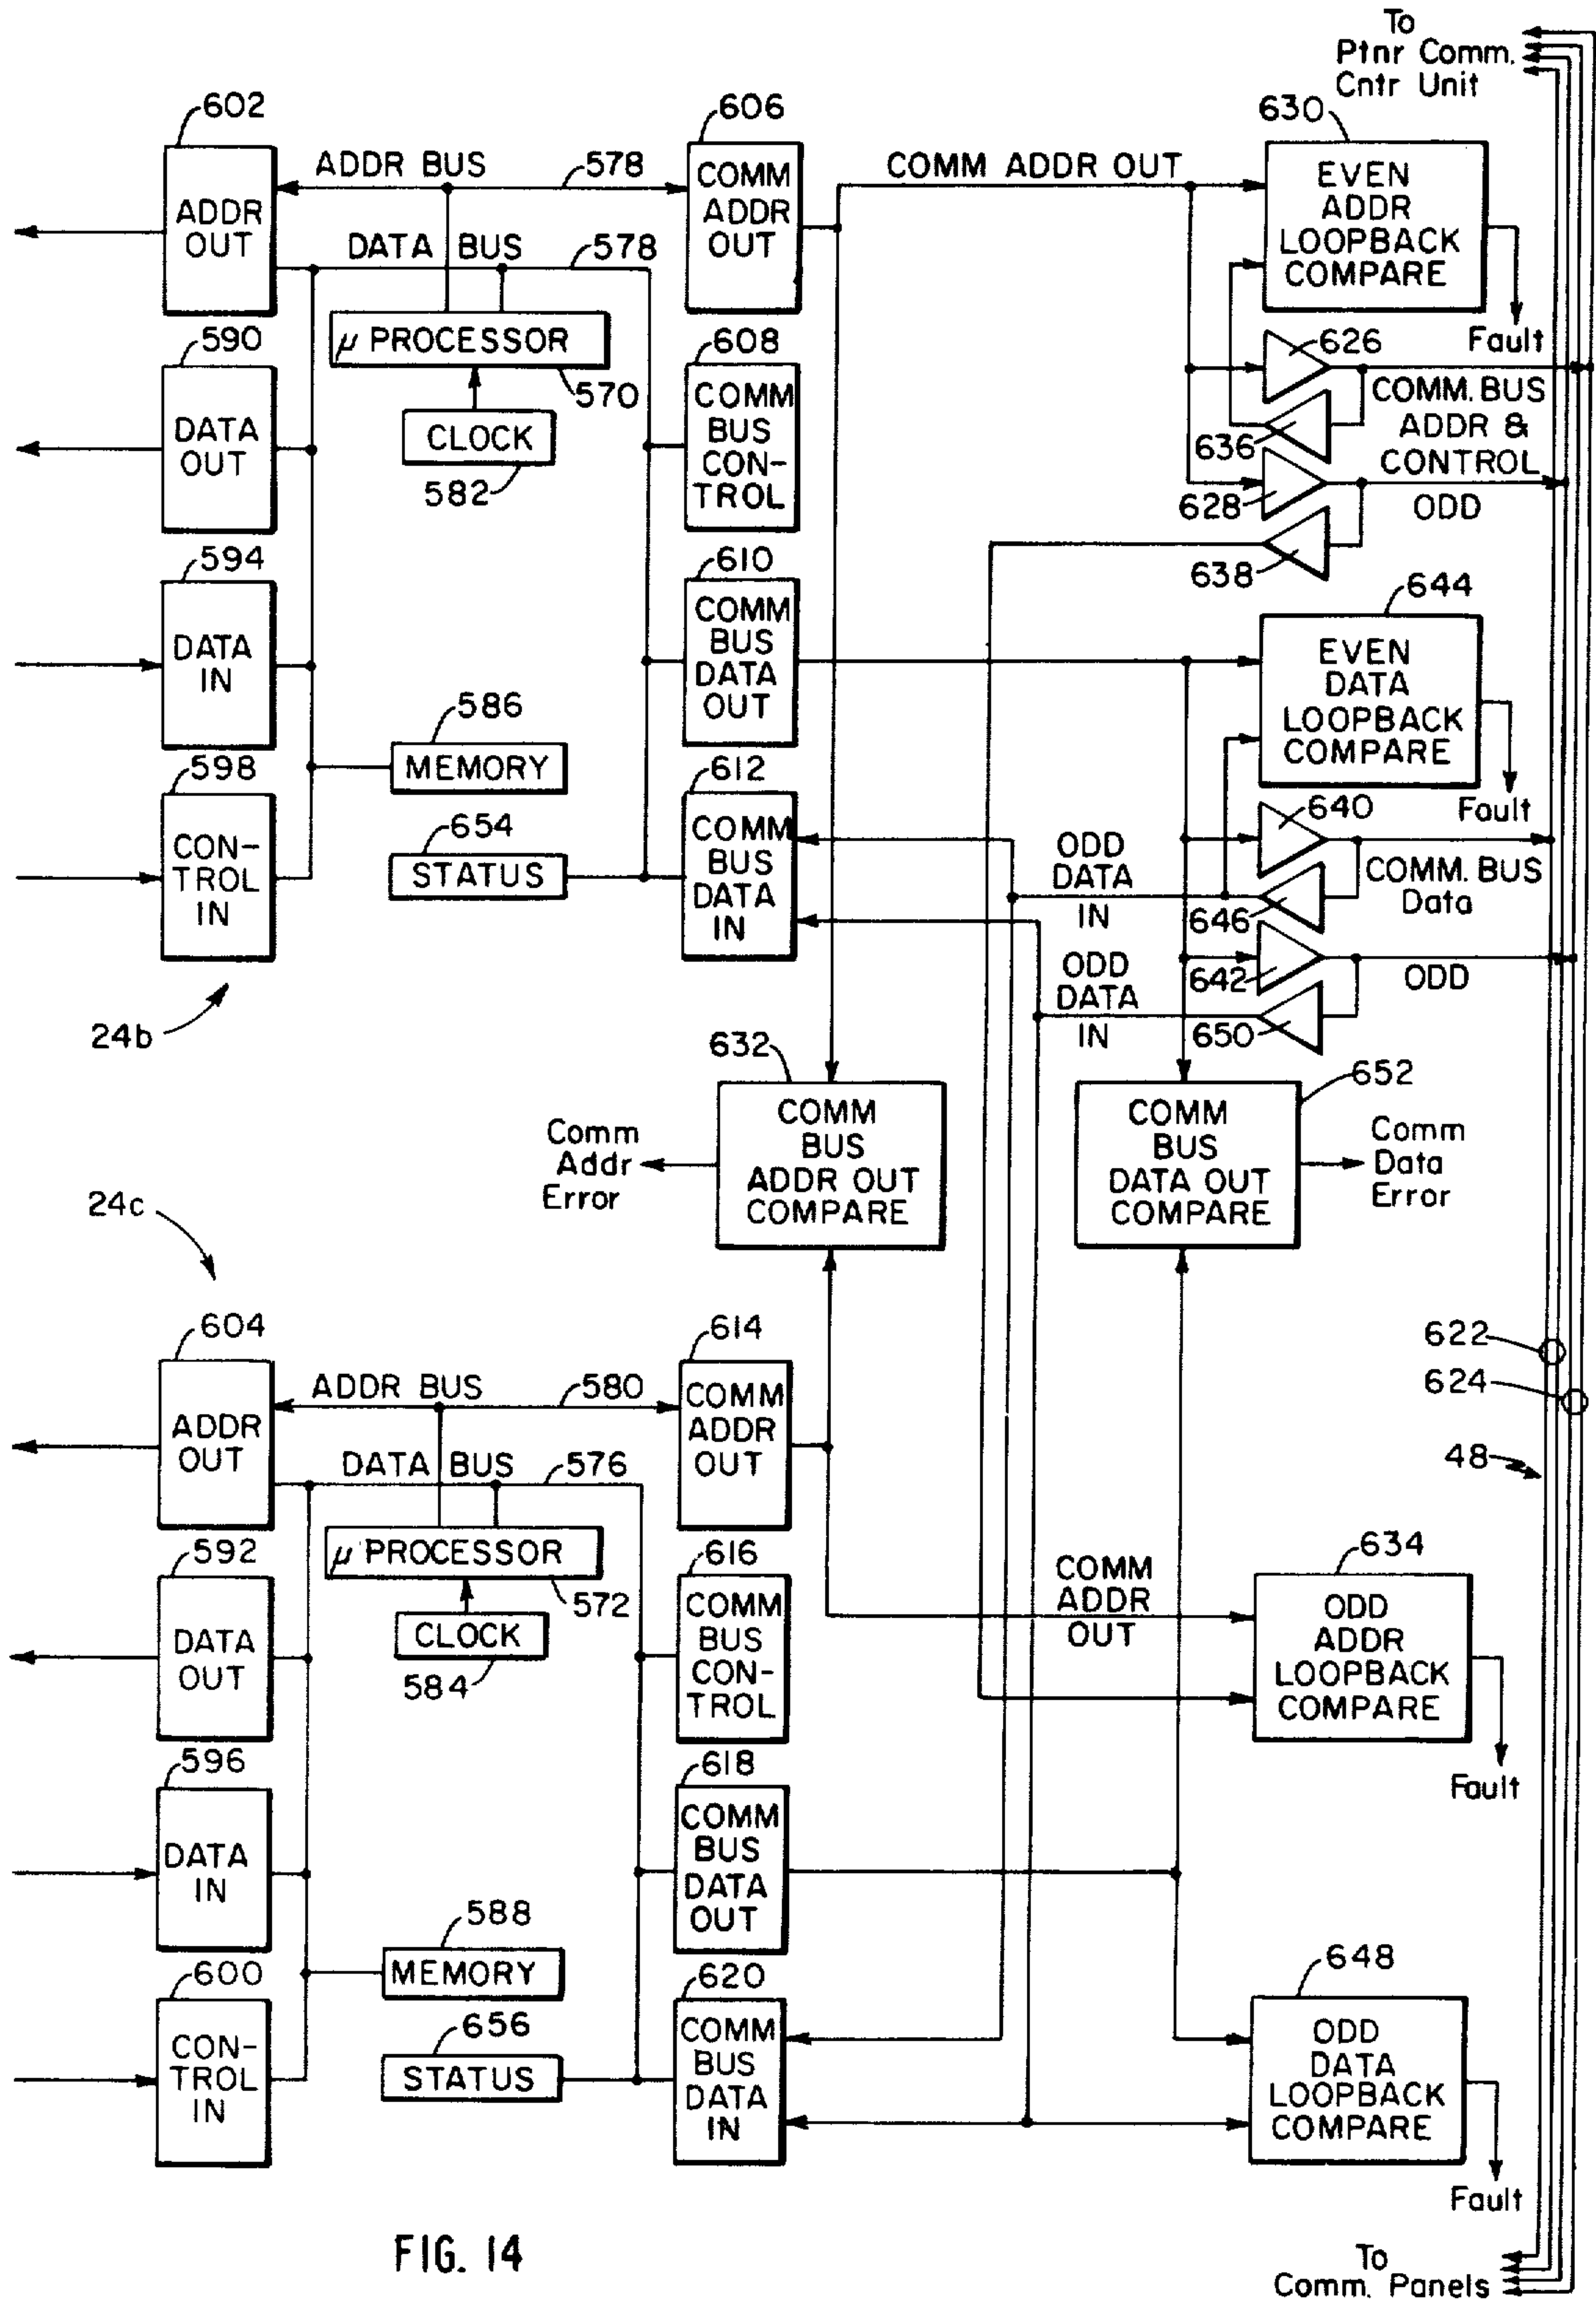 To
Ptnr Comm.
Cntr Unit
602
606
630
ADDR BUS
578
COMM ADDR OUT
ADDR
OUT
COMM
ADDR
OUT
EVEN
ADDR
LOOPBACK
COMPARE
DATA BUS
578
Fault
590
μ PROCESSOR
570
608
626
COMM. BUS
ADDR &
CONTROL
ODD
DATA
OUT
CLOCK
582
COMM
BUS
CON-
TROL
636
628
638
594
610
644
DATA
IN
COMM
BUS
DATA
OUT
EVEN
DATA
LOOPBACK
COMPARE
Fault
586
MEMORY
598
612
640
COMM. BUS
Data
CON-
TROL
IN
654
STATUS
COMM
BUS
DATA
IN
ODD
DATA
IN
646
ODD
DATA
IN
642
ODD
650
24b
632
652
Comm
Addr
Error
COMM
BUS
ADDR OUT
COMPARE
COMM
BUS
DATA OUT
COMPARE
Comm
Data
Error
24c
604
614
622
624
48
ADDR BUS
580
ADDR
OUT
COMM
ADDR
OUT
DATA BUS
576
592
μ PROCESSOR
572
616
634
DATA
OUT
CLOCK
584
COMM
BUS
CON-
TROL
COMM
ADDR
OUT
ODD
ADDR
LOOPBACK
COMPARE
Fault
596
618
DATA
IN
COMM
BUS
DATA
OUT
588
MEMORY
600
620
648
CON-
TROL
IN
656
STATUS
COMM
BUS
DATA
IN
ODD
DATA
LOOPBACK
COMPARE
Fault
FIG. 14
To
Comm. Panels